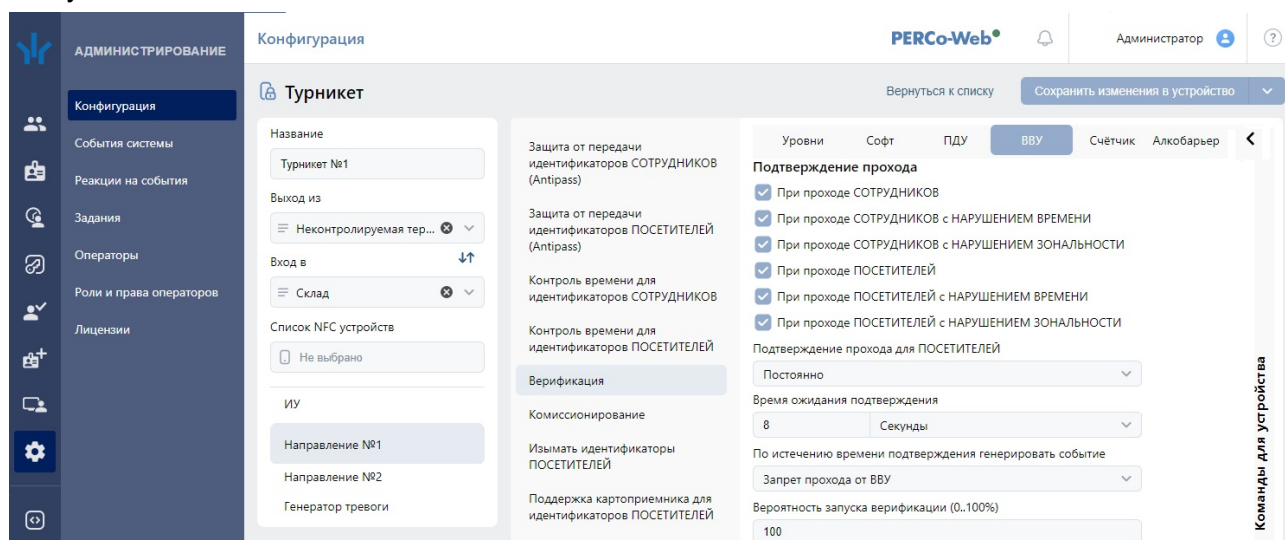 АДМИНИСТРИРОВАНИЕ
Конфигурация
События системы
Реакции на события
Задания
Операторы
Роли и права операторов
Лицензии
Конфигурация
PERCo-Web
Администратор
?
Турникет
Вернуться к списку
Сохранить изменения в устройство
Название
Турникет №1
Выход из
Неконтролируемая тер...
Вход в
Склад
Список NFC устройств
Не выбрано
ИУ
Направление №1
Направление №2
Генератор тревоги
Защита от передачи
идентификаторов СОТРУДНИКОВ
(Antipass)
Защита от передачи
идентификаторов ПОСЕТИТЕЛЕЙ
(Antipass)
Контроль времени для
идентификаторов СОТРУДНИКОВ
Контроль времени для
идентификаторов ПОСЕТИТЕЛЕЙ
Верификация
Комиссионирование
Изымать идентификаторы
ПОСЕТИТЕЛЕЙ
Поддержка картоприемника для
идентификаторов ПОСЕТИТЕЛЕЙ
Уровни Софт ПДУ ВВУ Счётчик Алкобарьер
Подтверждение прохода
При проходе СОТРУДНИКОВ
При проходе СОТРУДНИКОВ с НАРУШЕНИЕМ ВРЕМЕНИ
При проходе СОТРУДНИКОВ с НАРУШЕНИЕМ ЗОНАЛЬНОСТИ
При проходе ПОСЕТИТЕЛЕЙ
При проходе ПОСЕТИТЕЛЕЙ с НАРУШЕНИЕМ ВРЕМЕНИ
При проходе ПОСЕТИТЕЛЕЙ с НАРУШЕНИЕМ ЗОНАЛЬНОСТИ
Подтверждение прохода для ПОСЕТИТЕЛЕЙ
Постоянно
Время ожидания подтверждения
8 Секунды
По истечению времени подтверждения генерировать событие
Запрет прохода от ВВУ
Вероятность запуска верификации (0..100%)
100
Команды для устройства